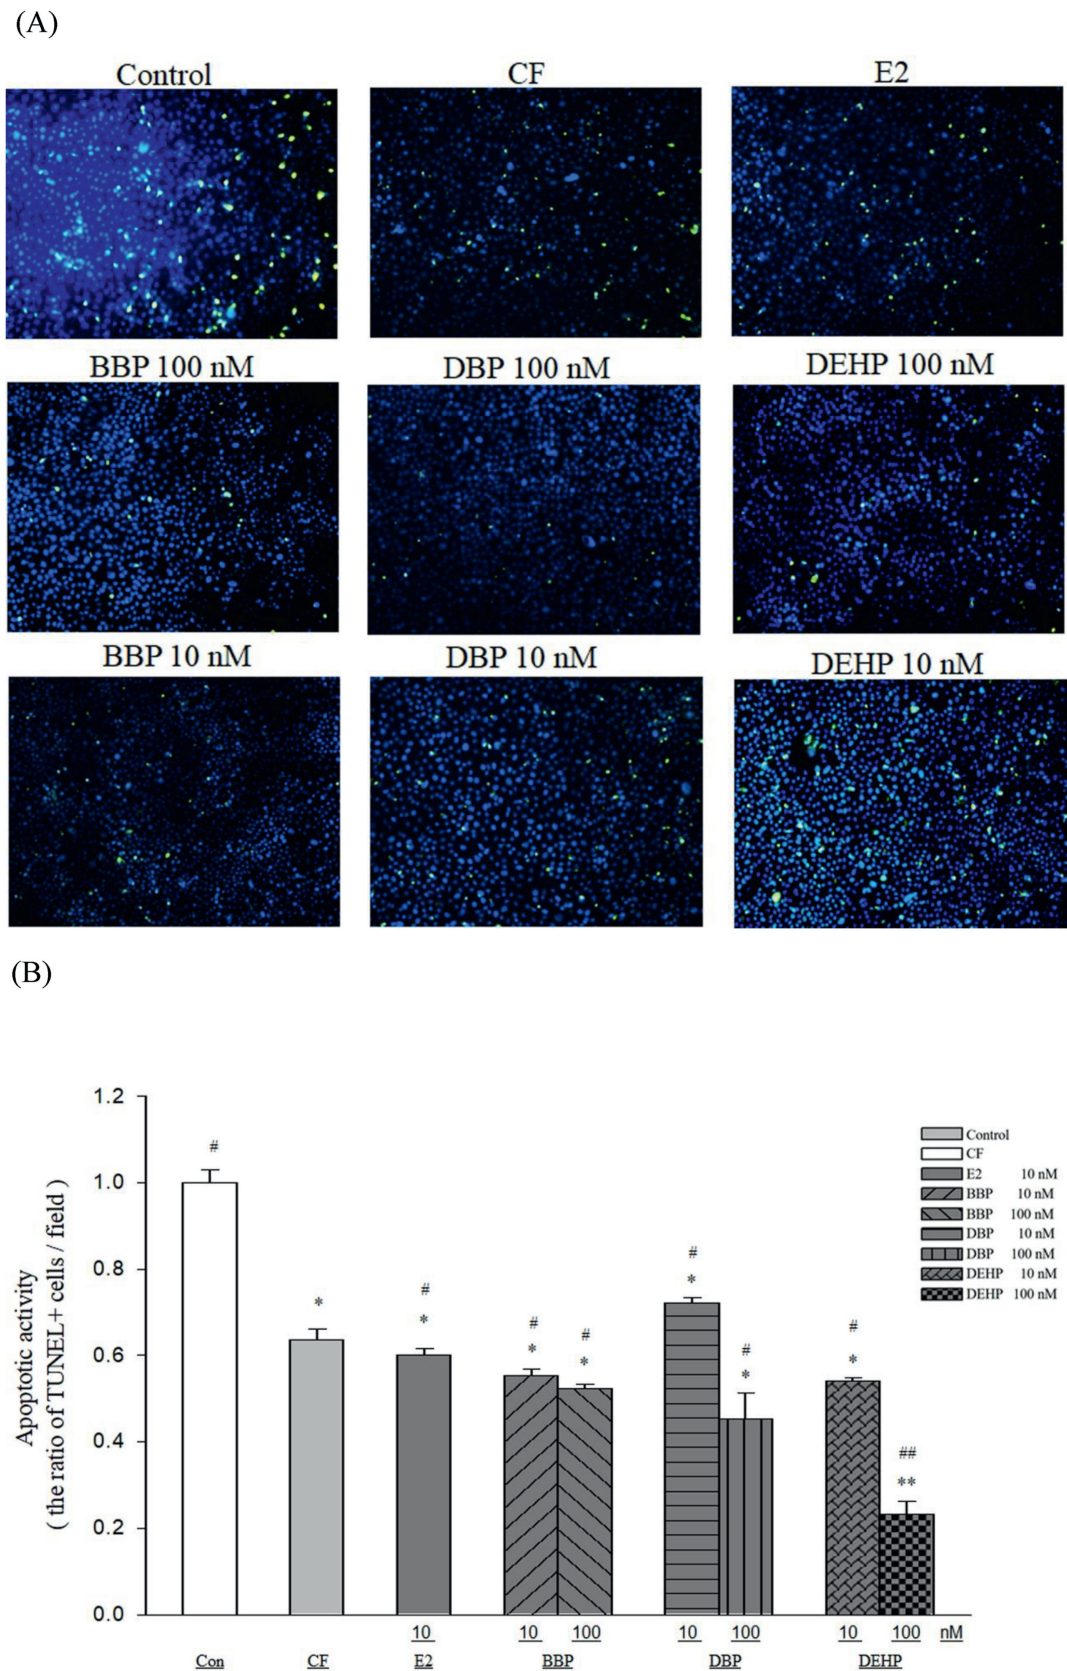 (A)
Control
CF
E2
BBP 100 nM
DBP 100 nM
DEHP 100 nM
BBP 10 nM
DBP 10 nM
DEHP 10 nM
(B)
Apoptotic activity
( the ratio of TUNEL+ cells / field )
1.2
1.0
0.8
0.6
0.4
0.2
0.0
#
*
#
*
#
*
#
*
#
*
#
*
#
*
##
**
Control
CF
E2 10 nM
BBP 10 nM
BBP 100 nM
DBP 10 nM
DBP 100 nM
DEHP 10 nM
DEHP 100 nM
10 10 100 10 100 10 100 nM
Con CF E2 BBP DBP DEHP